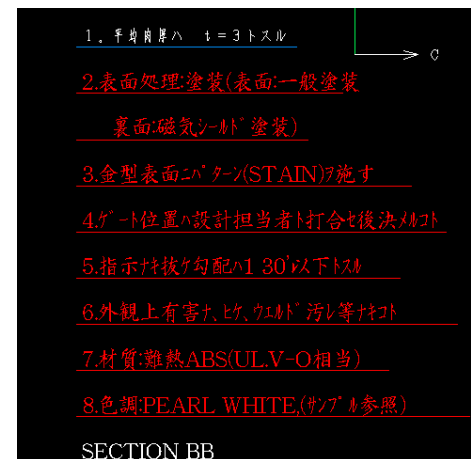 1。平均肉厚ハ t=3トスル
C
2.表面処理:塗装(表面:一般塗装
裏面:磁気シールド塗装)
3.金型表面ニパターン(STAIN)ヲ施す
4.ゲート位置ハ設計担当者ト打合セ後決メルコト
5.指示ナキ抜ケ勾配ハ1 30'以下トスル
6.外観上有害ナ、ヒケ、ウエルド汚レ等ナキコト
7.材質:難熱ABS(UL.V-O相当)
8.色調:PEARL WHITE,(サンプル参照)
SECTION BB